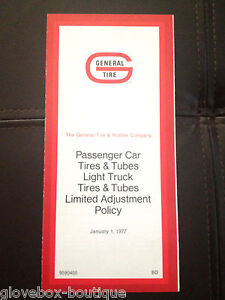 GENERAL
TIRE
The General Tire & Rubber Company
Passenger Car
Tires & Tubes
Light Truck
Tires & Tubes
Limited Adjustment
Policy
January 1, 1977
9590455 BD
glovebox-boutique